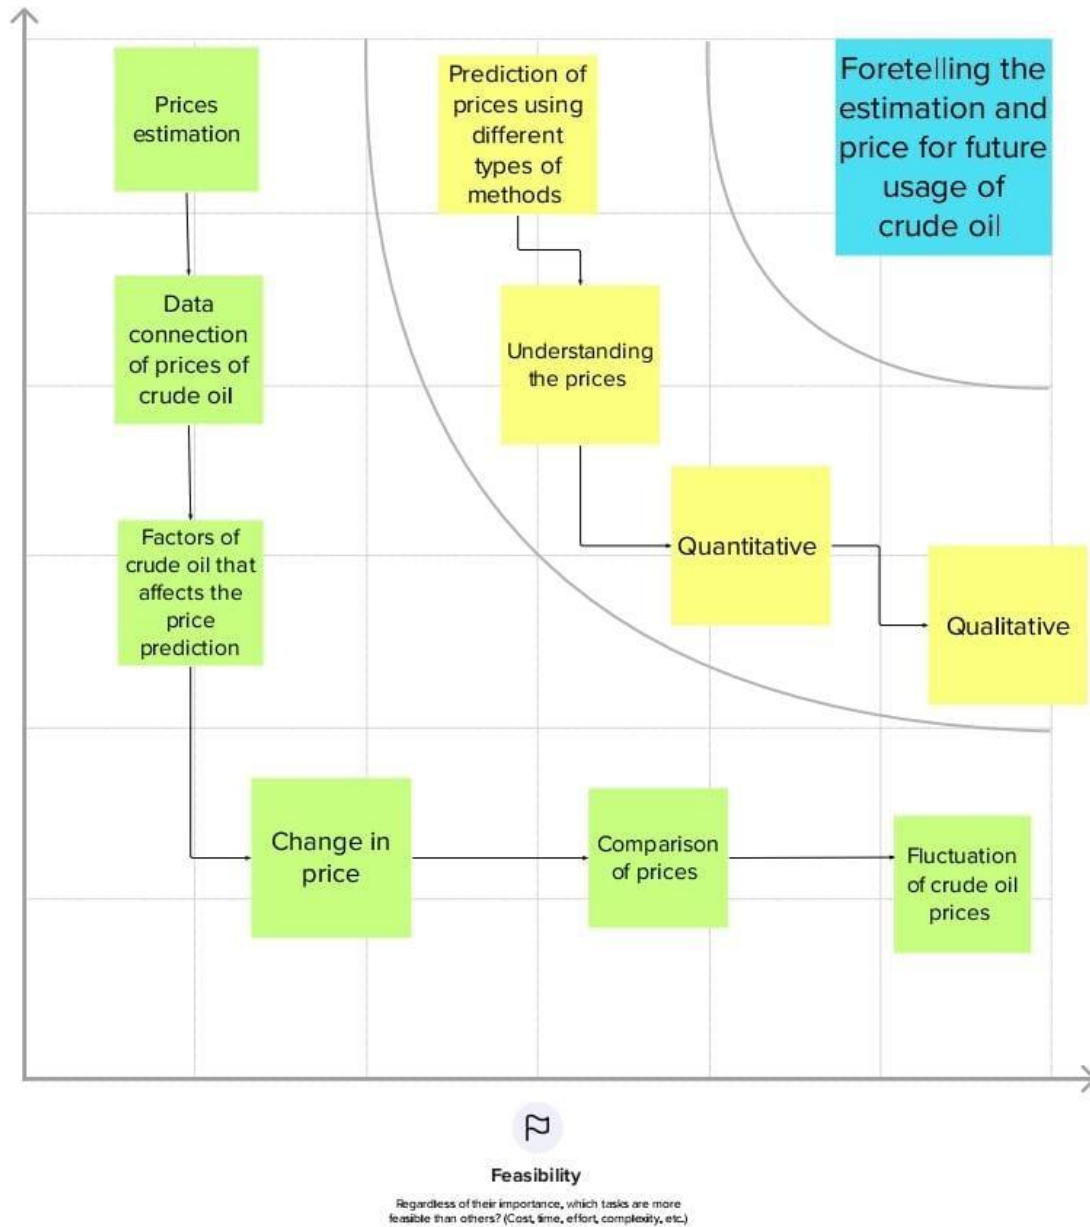 Prices
estimation
Data
connection
of prices of
crude oil
Factors of
crude oil that
affects the
price
prediction
Change in
price
Comparison
of prices
Fluctuation
of crude oil
prices
Prediction of
prices using
different
types of
methods
Understanding
the prices
Quantitative
Qualitative
Foretelling the
estimation and
price for future
usage of
crude oil
Feasibility
Regardless of their importance, which tasks are more
feasible than others? (Cost, time, effort, complexity, etc.)